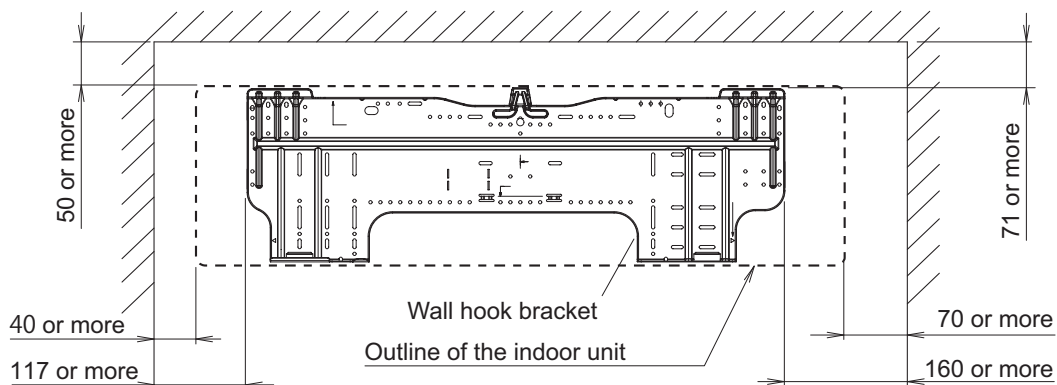 50 or more
71 or more
Wall hook bracket
40 or more
70 or more
Outline of the indoor unit
117 or more
160 or more